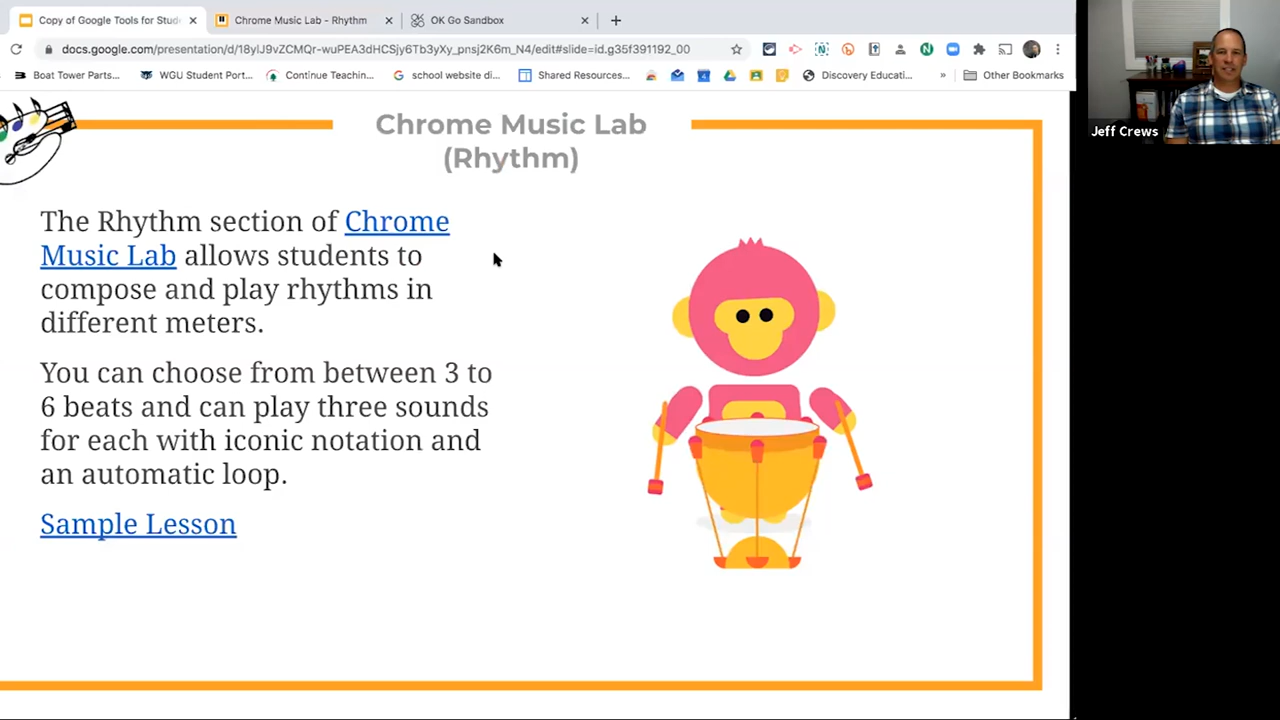 Copy of Google Tools for Stude
Chrome Music Lab - Rhythm
OK Go Sandbox
docs.google.com/presentation/d/18ylJ9vZCMQr-wuPEA3dHCSjy6Tb3yXy_pnsj2K6m_N4/edit#slide=id.g35f391192_00
Boat Tower Parts...
WGU Student Port...
Continue Teachin...
school website di...
Shared Resources...
Discovery Educati...
»
Other Bookmarks
Jeff Crews
Chrome Music Lab
(Rhythm)
The Rhythm section of Chrome
Music Lab allows students to
compose and play rhythms in
different meters.
You can choose from between 3 to
6 beats and can play three sounds
for each with iconic notation and
an automatic loop.
Sample Lesson